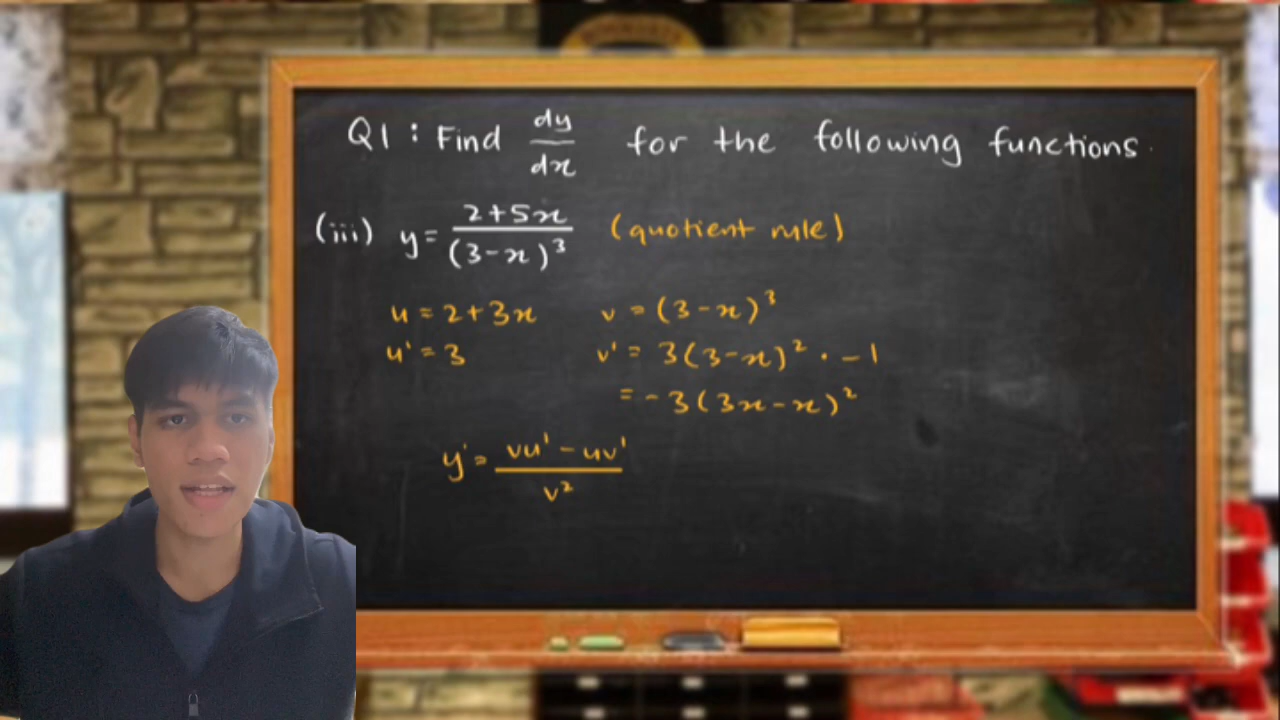 Q1 : Find dy/dx for the following functions.
(iii) y = 2+5x/(3-x)^3 (quotient rule)
u = 2+3x v = (3-x)^3
u' = 3 v' = 3(3-x)^2 · -1
= -3(3x-x)^2
y' = vu' - uv'/v^2